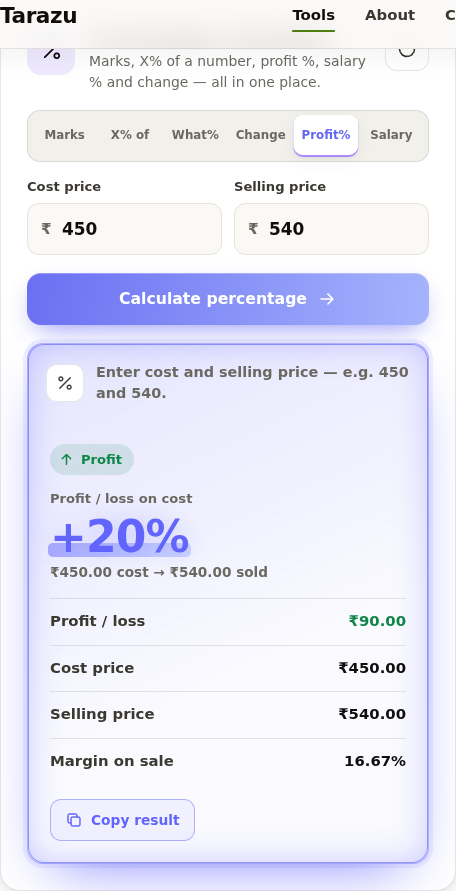 Tarazu
Tools
About
C
Marks, X% of a number, profit %, salary
% and change — all in one place.
Marks
X% of
What%
Change
Profit%
Salary
Cost price
Selling price
₹ 450
₹ 540
Calculate percentage →
Enter cost and selling price — e.g. 450
and 540.
↑ Profit
Profit / loss on cost
+20%
₹450.00 cost → ₹540.00 sold
Profit / loss
₹90.00
Cost price
₹450.00
Selling price
₹540.00
Margin on sale
16.67%
Copy result